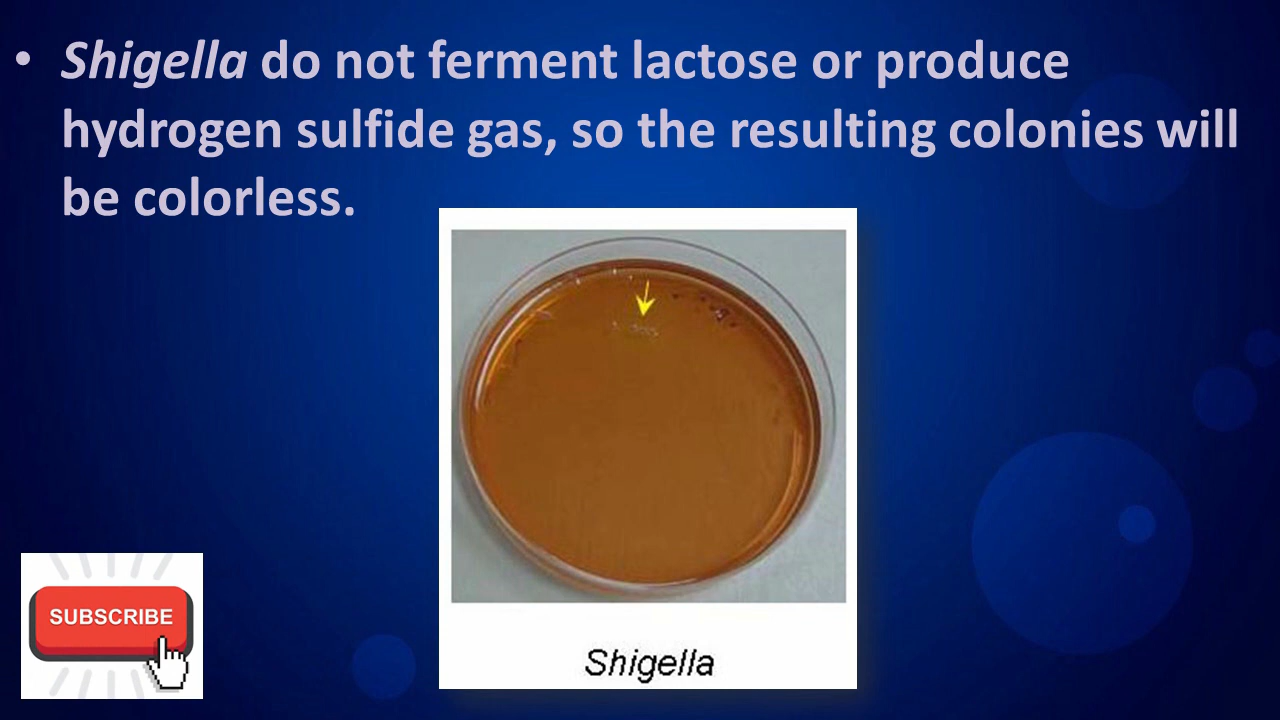 • Shigella do not ferment lactose or produce
hydrogen sulfide gas, so the resulting colonies will
be colorless.
Shigella
SUBSCRIBE